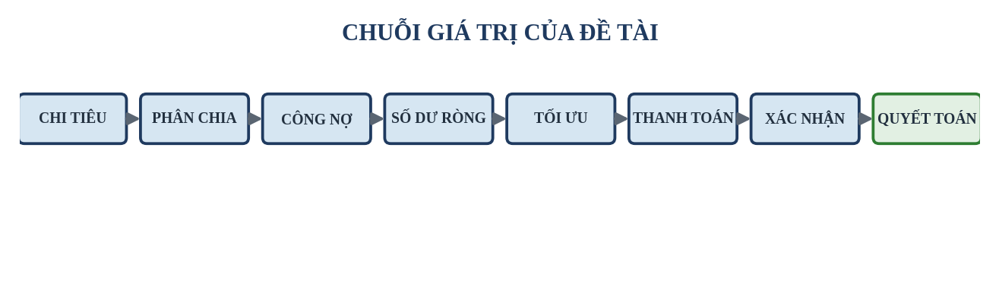 CHUỖI GIÁ TRỊ CỦA ĐỀ TÀI
CHI TIÊU
PHÂN CHIA
CÔNG NỢ
SỐ DƯ RÒNG
TỐI ƯU
THANH TOÁN
XÁC NHẬN
QUYẾT TOÁN